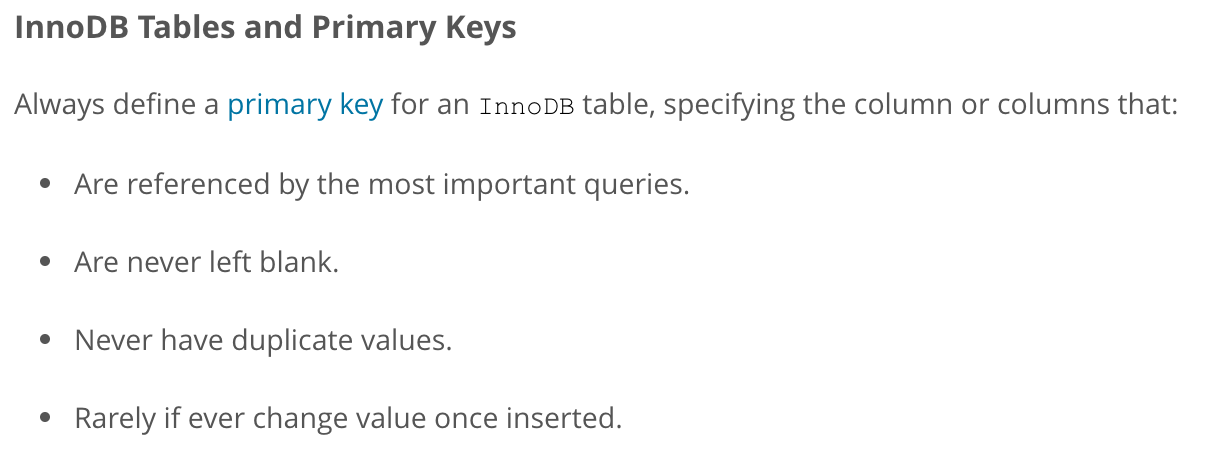 InnoDB Tables and Primary Keys
Always define a primary key for an InnoDB table, specifying the column or columns that:
• Are referenced by the most important queries.
• Are never left blank.
• Never have duplicate values.
• Rarely if ever change value once inserted.